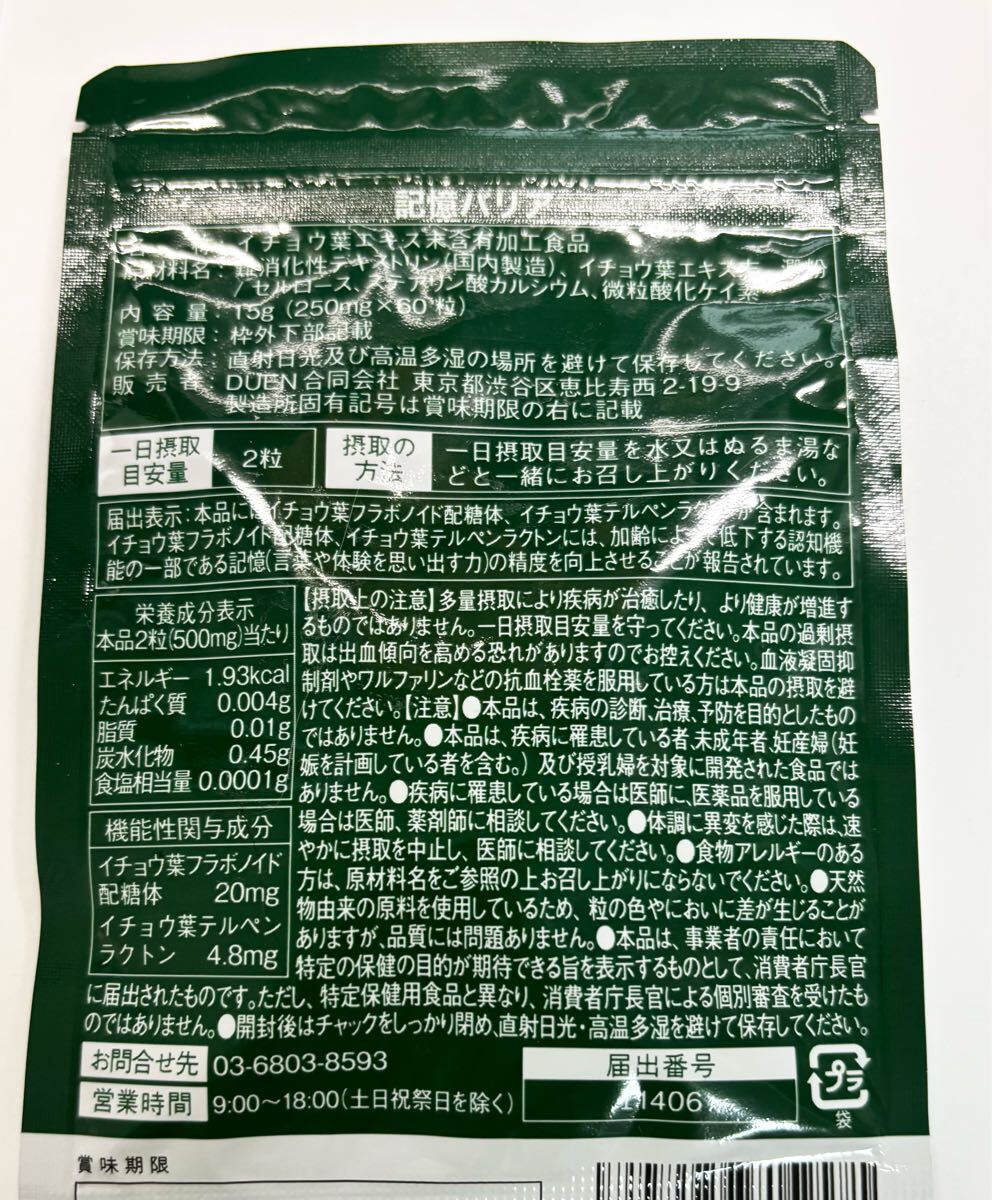 記憶バリア
イチョウ葉エキス末含有加工食品
原材料名:難消化性デキストリン(国内製造)、イチョウ葉エキス末、澱粉
/セルロース、ステアリン酸カルシウム、微粒酸化ケイ素
内容量:15g (250mg×60粒)
賞味期限:枠外下部記載
保存方法:直射日光及び高温多湿の場所を避けて保存してください。
販売者:DUEN合同会社 東京都渋谷区恵比寿西2-19-9
製造所固有記号は賞味期限の右に記載
一日摂取
目安量
2粒
摂取の
方法
一日摂取目安量を水又はぬるま湯な
どと一緒にお召し上がりください。
届出表示:本品にはイチョウ葉フラボノイド配糖体、イチョウ葉テルペンラクトンが含まれます。
イチョウ葉フラボノイド配糖体、イチョウ葉テルペンラクトンには、加齢によって低下する認知機
能の一部である記憶(言葉や体験を思い出す力)の精度を向上させることが報告されています。
栄養成分表示
本品2粒(500mg)当たり
エネルギー 1.93kcal
たんぱく質 0.004g
脂質 0.01g
炭水化物 0.45g
食塩相当量 0.0001g
機能性関与成分
イチョウ葉フラボノイド
配糖体 20mg
イチョウ葉テルペン
ラクトン 4.8mg
【摂取上の注意】多量摂取により疾病が治癒したり、より健康が増進す
るものではありません。一日摂取目安量を守ってください。本品の過剰摂
取は出血傾向を高める恐れがありますのでお控えください。血液凝固抑
制剤やワルファリンなどの抗血栓薬を服用している方は本品の摂取を避
けてください。【注意】●本品は、疾病の診断、治療、予防を目的としたもの
ではありません。●本品は、疾病に罹患している者、未成年者、妊産婦(妊
娠を計画している者を含む。)及び授乳婦を対象に開発された食品では
ありません。●疾病に罹患している場合は医師に、医薬品を服用している
場合は医師、薬剤師に相談してください。●体調に異変を感じた際は、速
やかに摂取を中止し、医師に相談してください。●食物アレルギーのある
方は、原材料名をご参照の上お召し上がりにならないでください。●天然
物由来の原料を使用しているため、粒の色やにおいに差が生じることが
ありますが、品質には問題ありません。●本品は、事業者の責任において
特定の保健の目的が期待できる旨を表示するものとして、消費者庁長官
に届出されたものです。ただし、特定保健用食品と異なり、消費者庁長官による個別審査を受けたも
のではありません。●開封後はチャックをしっかり閉め、直射日光・高温多湿を避けて保存してください。
お問合せ先 03-6803-8593
営業時間 9:00〜18:00(土日祝祭日を除く)
届出番号
プラ
袋
賞味期限